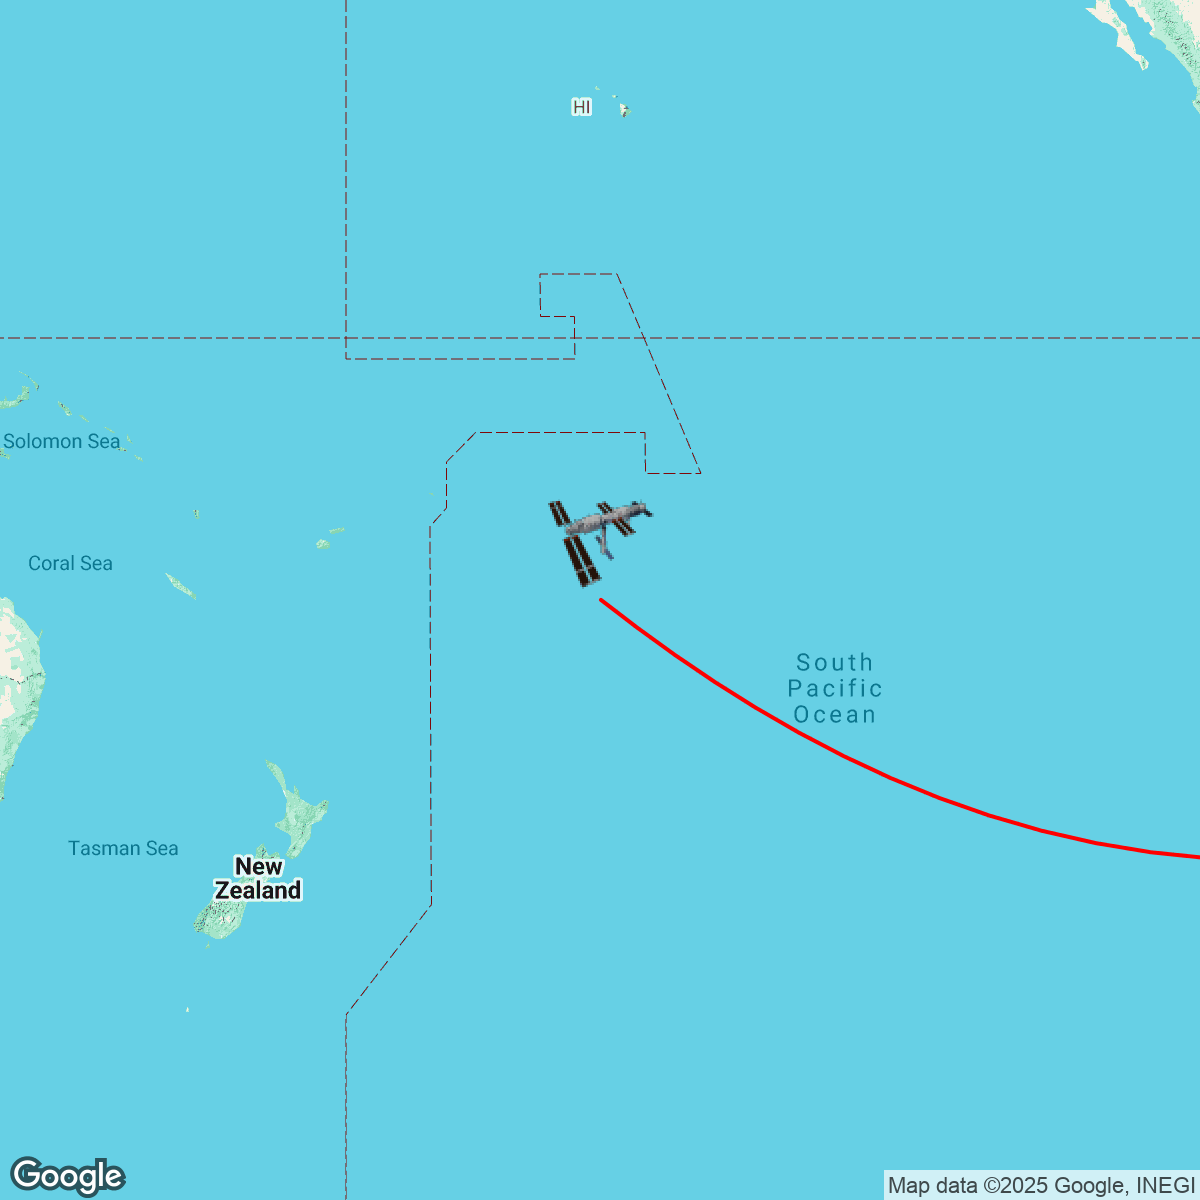 HI
Solomon Sea
Coral Sea
South
Pacific
Ocean
Tasman Sea
New
Zealand
Google
Map data ©2025 Google, INEGI